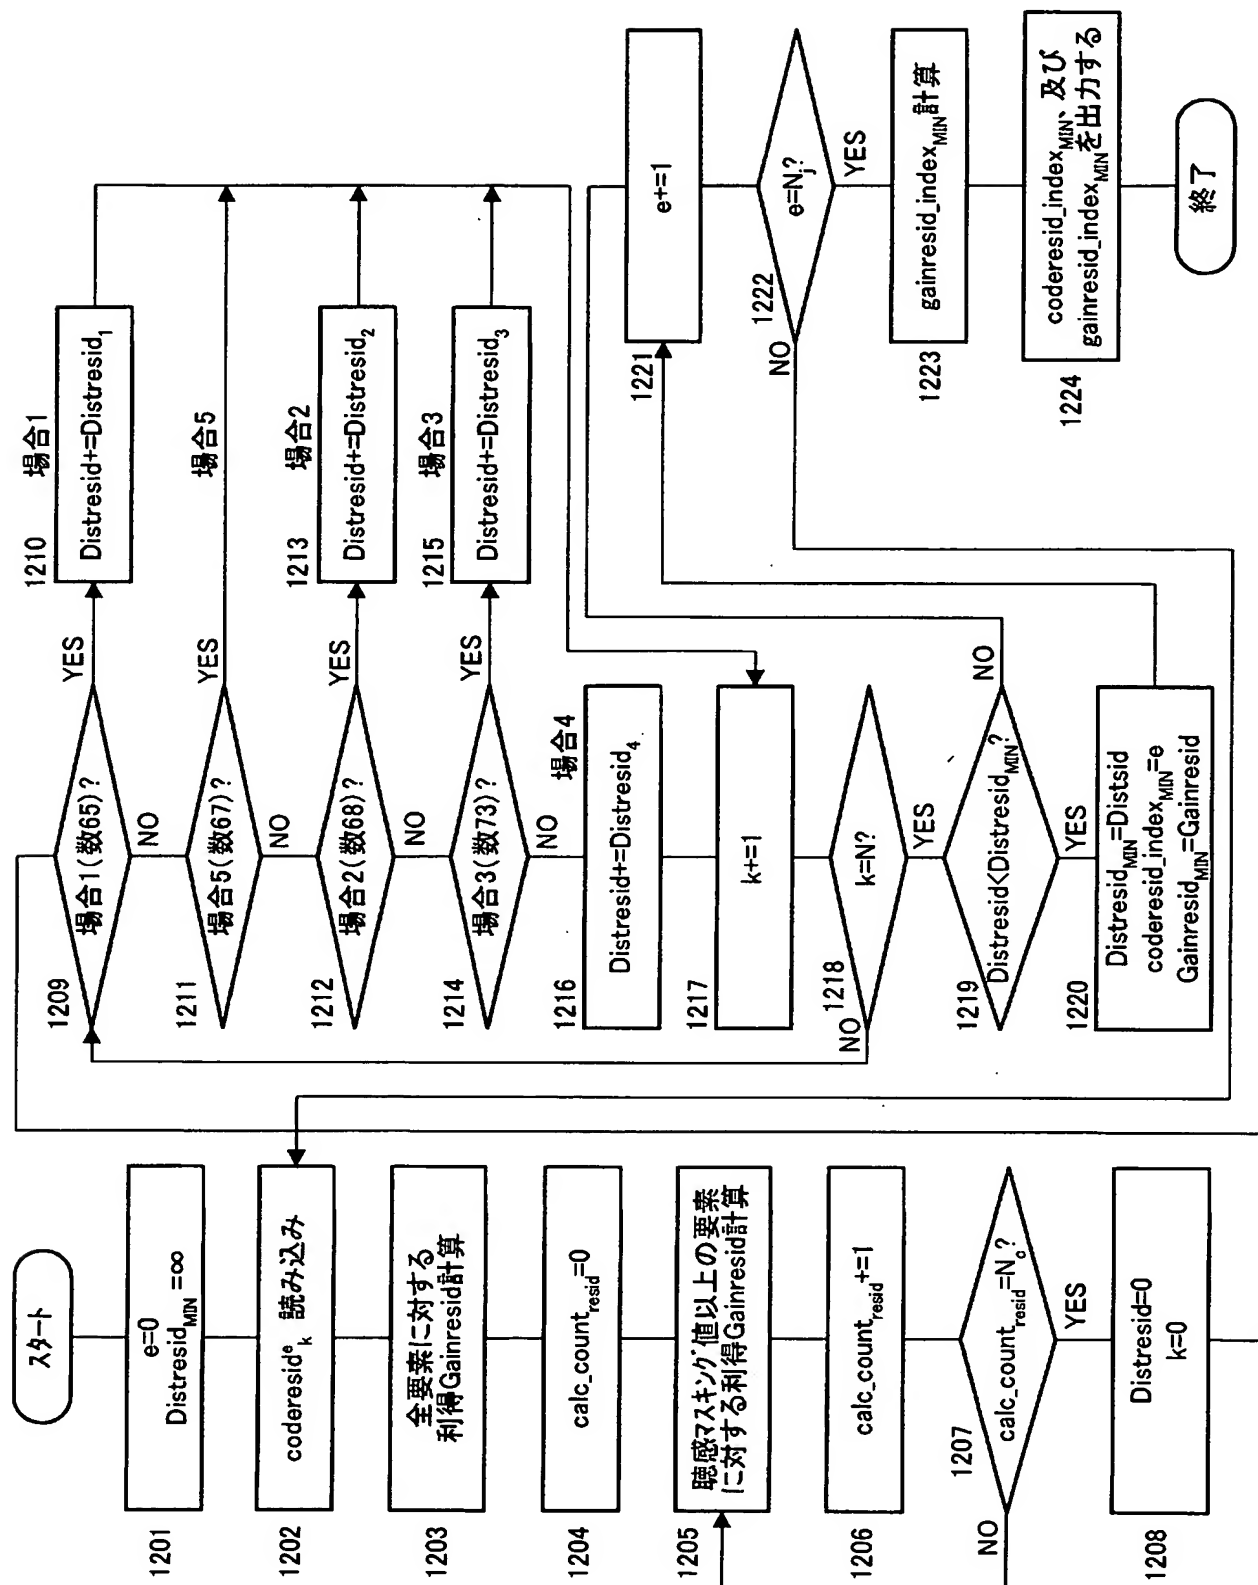 スタート
1201
e=0
Distresid_MIN=∞
1202
coderesid^e_k 読み込み
1203
全要素に対する
利得Gainresid計算
1204
calc_count_resid=0
1205
聴感マスキング値以上の要素
に対する利得Gainresid計算
1206
calc_count_resid+=1
1207
calc_count_resid=N_c?
NO
YES
1208
Distresid=0
k=0
1209
場合1(数65)?
YES
NO
1210
場合1
Distresid+=Distresid_1
1211
場合5(数67)?
YES
場合5
NO
1212
場合2(数68)?
YES
NO
1213
場合2
Distresid+=Distresid_2
1214
場合3(数73)?
YES
NO
1215
場合3
Distresid+=Distresid_3
1216
場合4
Distresid+=Distresid_4
1217
k+=1
1218
k=N?
NO
YES
1219
Distresid<Distresid_MIN?
NO
YES
1220
Distresid_MIN=Distsid
coderesid_index_MIN=e
Gainresid_MIN=Gainresid
1221
e+=1
1222
e=N_j?
NO
YES
1223
gainresid_index_MIN計算
1224
coderesid_index_MIN、及び
gainresid_index_MINを出力する
終了